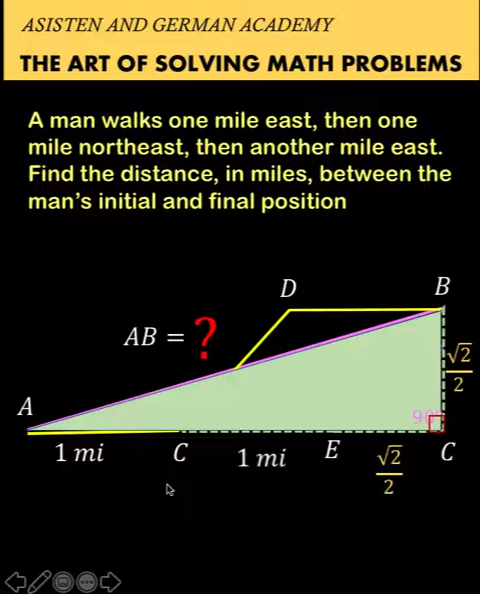 ASISTEN AND GERMAN ACADEMY
THE ART OF SOLVING MATH PROBLEMS
A man walks one mile east, then one
mile northeast, then another mile east.
Find the distance, in miles, between the
man's initial and final position
D B
AB = ?
√2
2
A
90°
1 mi C 1 mi E √2 C
2